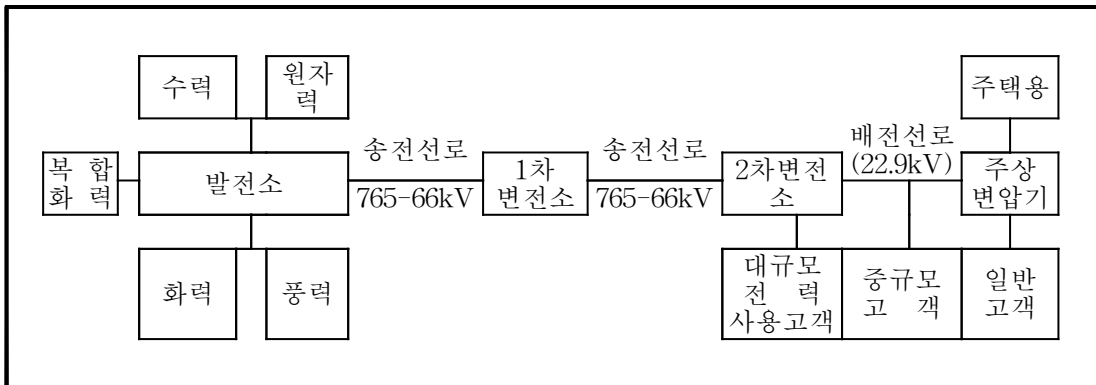 수력
원자
력
주택용
복 합
화 력
발전소
송전선로
765-66kV
1차
변전소
송전선로
765-66kV
2차변전
소
배전선로
(22.9kV)
주상
변압기
화력
풍력
대규모
전 력
사용고객
중규모
고 객
일반
고객